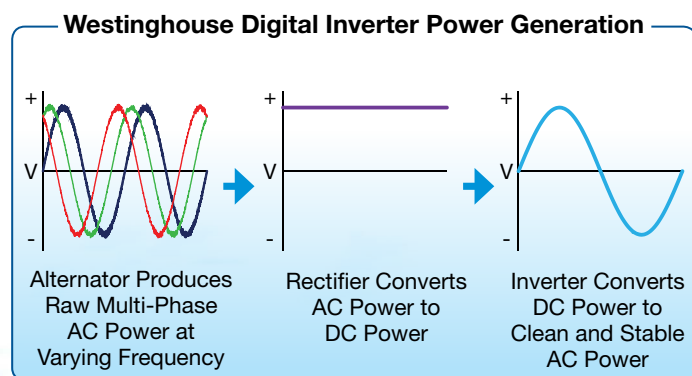 Westinghouse Digital Inverter Power Generation
+
V
-
+
V
-
+
V
-
Alternator Produces
Raw Multi-Phase
AC Power at
Varying Frequency
Rectifier Converts
AC Power to
DC Power
Inverter Converts
DC Power to
Clean and Stable
AC Power